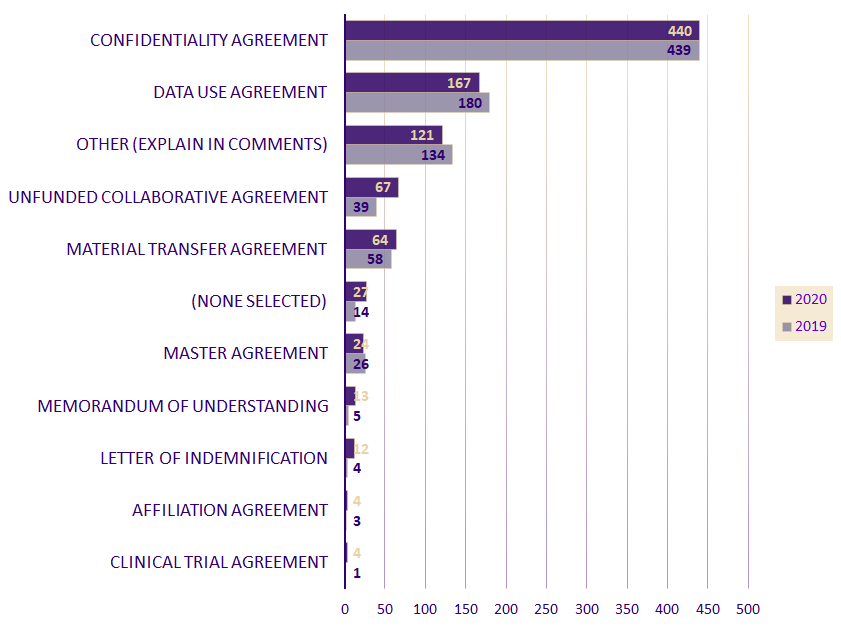 CONFIDENTIALITY AGREEMENT
440
439
DATA USE AGREEMENT
167
180
OTHER (EXPLAIN IN COMMENTS)
121
134
UNFUNDED COLLABORATIVE AGREEMENT
67
39
MATERIAL TRANSFER AGREEMENT
64
58
(NONE SELECTED)
27
14
MASTER AGREEMENT
24
26
MEMORANDUM OF UNDERSTANDING
13
5
LETTER OF INDEMNIFICATION
12
4
AFFILIATION AGREEMENT
4
3
CLINICAL TRIAL AGREEMENT
4
1
2020
2019
0 50 100 150 200 250 300 350 400 450 500